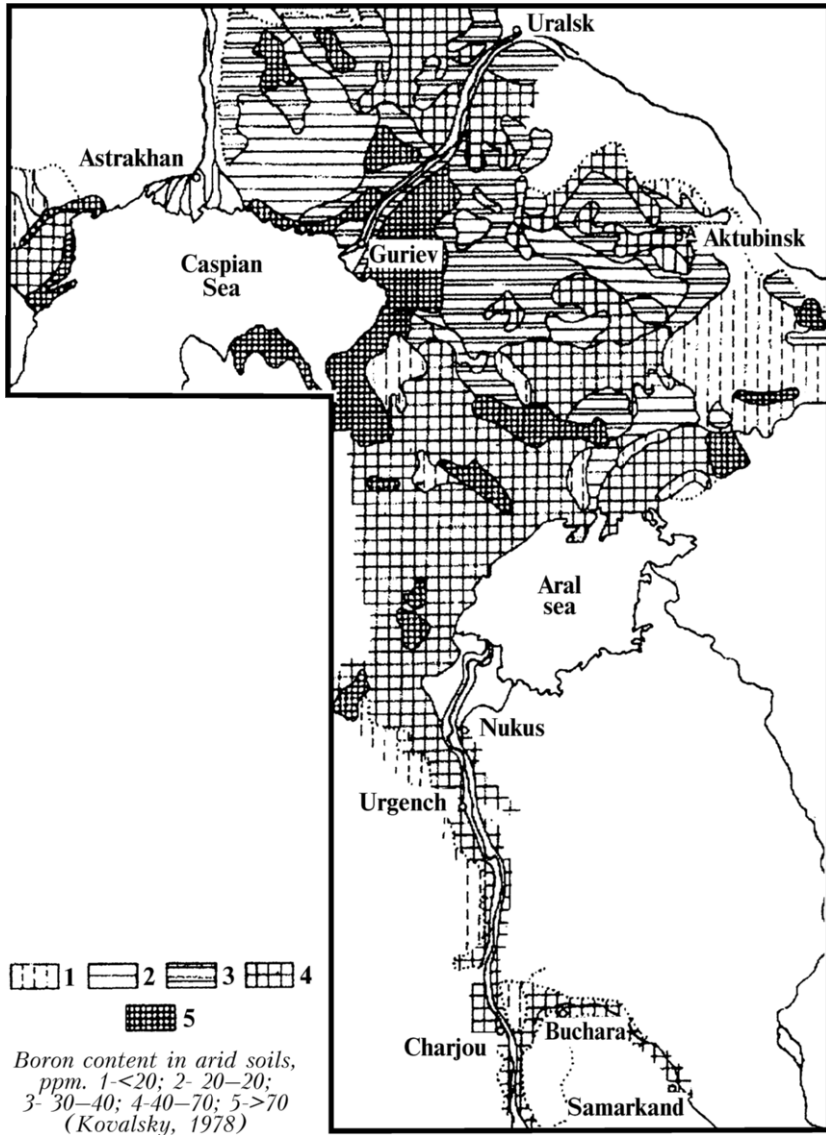 Uralsk
Astrakhan
Aktubinsk
Guriev
Caspian
Sea
Aral
sea
Nukus
Urgench
1 2 3 4
5
Buchara
Charjou
Samarkand
Boron content in arid soils,
ppm. 1-<20; 2- 20—20;
3- 30—40; 4-40—70; 5->70
(Kovalsky, 1978)